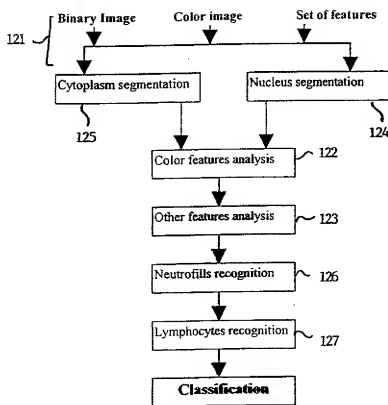 Binary Image Color image Set of features
121
Cytoplasm segmentation Nucleus segmentation
125 124
Color features analysis 122
Other features analysis 123
Neutrofills recognition 126
Lymphocytes recognition 127
Classification